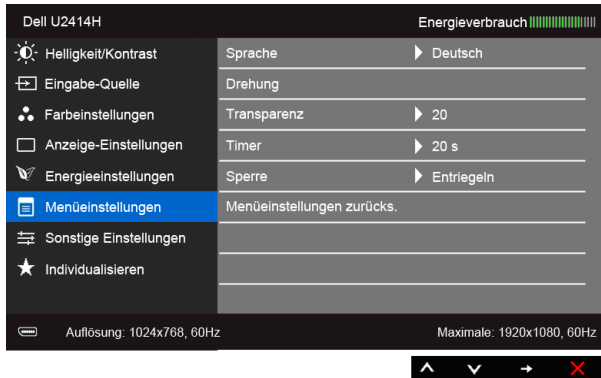 Dell U2414H
Energieverbrauch
Helligkeit/Kontrast
Sprache
Deutsch
Eingabe-Quelle
Drehung
Farbeinstellungen
Transparenz
20
Anzeige-Einstellungen
Timer
20 s
Energieeinstellungen
Sperre
Entriegeln
Menüeinstellungen
Menüeinstellungen zurücks.
Sonstige Einstellungen
Individualisieren
Auflösung: 1024x768, 60Hz
Maximale: 1920x1080, 60Hz